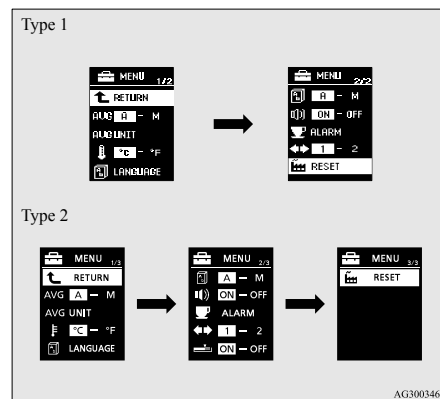 Type 1
MENU 1/2
RETURN
AVG A - M
AVG UNIT
°C - °F
LANGUAGE
MENU 2/2
A - M
ON - OFF
ALARM
1 - 2
RESET
Type 2
MENU 1/3
RETURN
AVG A - M
AVG UNIT
°C - °F
LANGUAGE
MENU 2/3
A - M
ON - OFF
ALARM
1 - 2
ON - OFF
MENU 3/3
RESET
AG300346